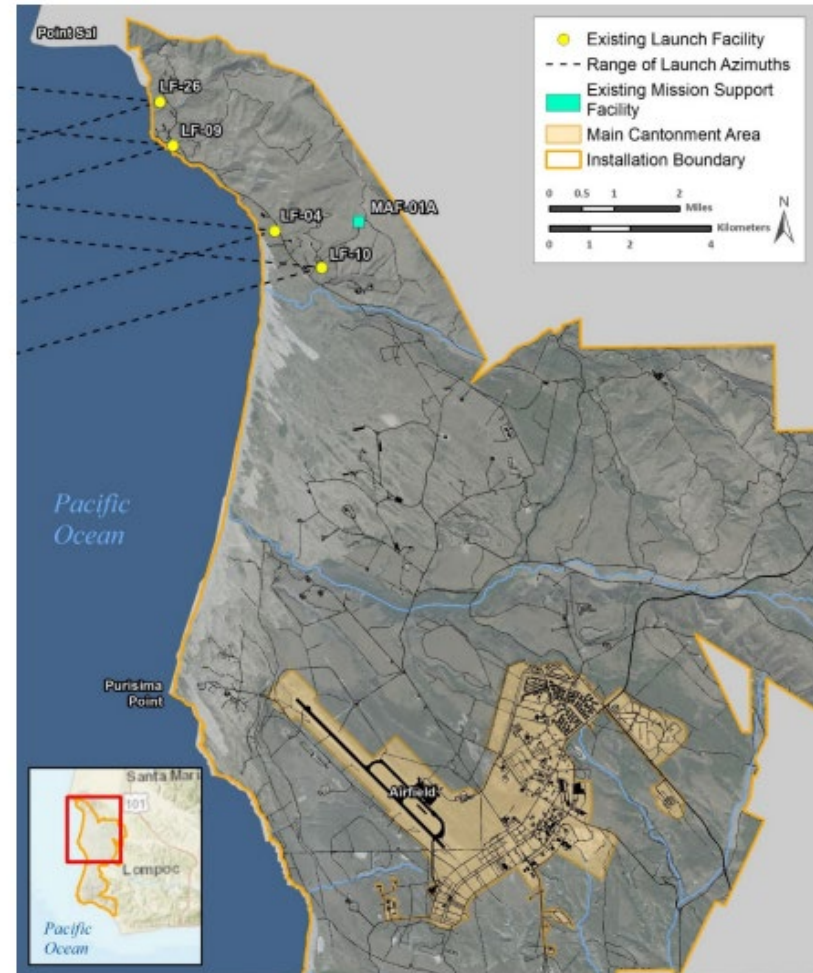 Point Sal
LF-26
LF-09
LF-04
MAF-01A
LF-10
Existing Launch Facility
Range of Launch Azimuths
Existing Mission Support
Facility
Main Cantonment Area
Installation Boundary
0 0.5 1 2
Miles
Kilometers
0 1 2 4
N
Pacific
Ocean
Purisima
Point
Airfield
Santa Mari
101
Lompoc
Pacific
Ocean